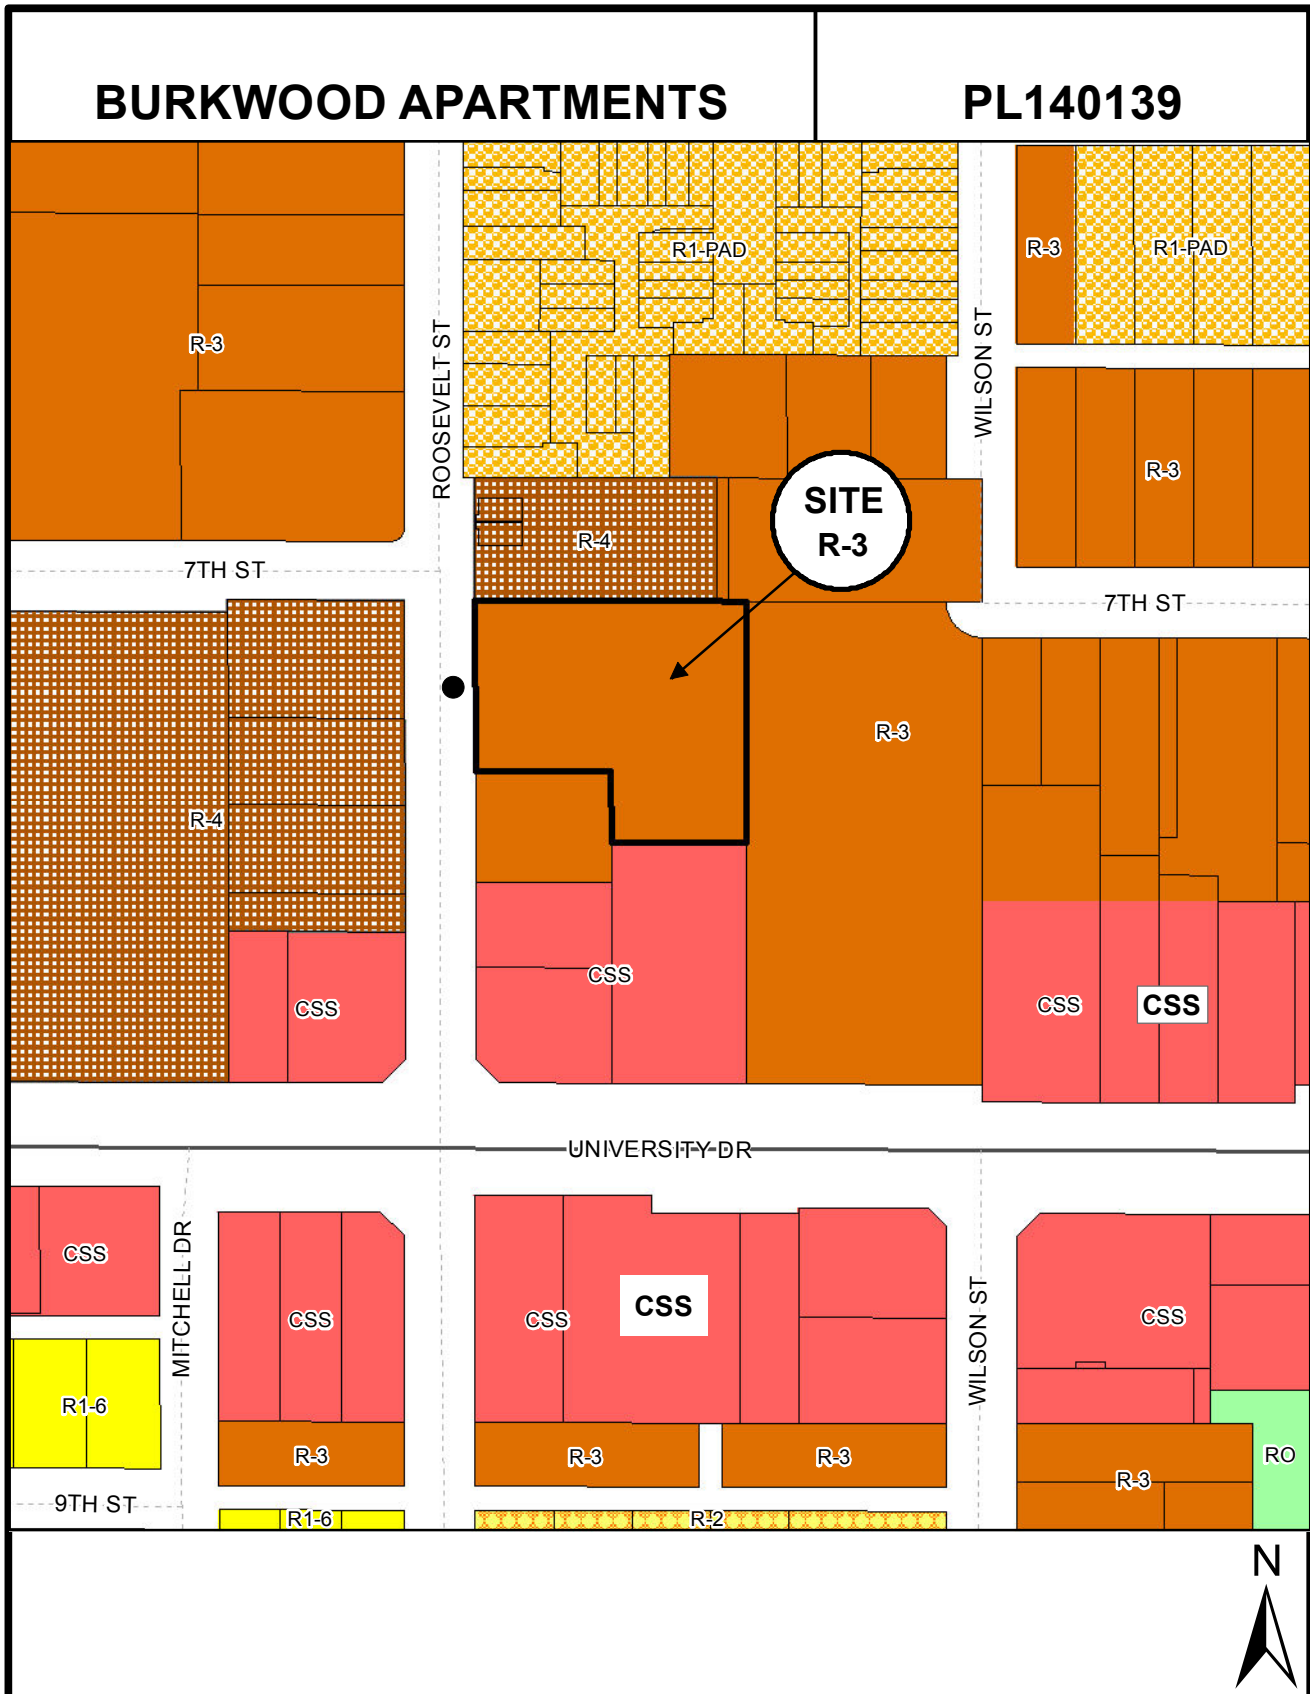 BURKWOOD APARTMENTS
PL140139
R1-PAD
R-3
R1-PAD
R-3
ROOSEVELT ST
WILSON ST
R-3
SITE
R-3
R-4
7TH ST
7TH ST
R-3
R-4
CSS
CSS
CSS
CSS
UNIVERSITY DR
CSS
MITCHELL DR
CSS
CSS
CSS
WILSON ST
CSS
R1-6
R-3
R-3
R-3
R-3
RO
9TH ST
R1-6
R-2
N